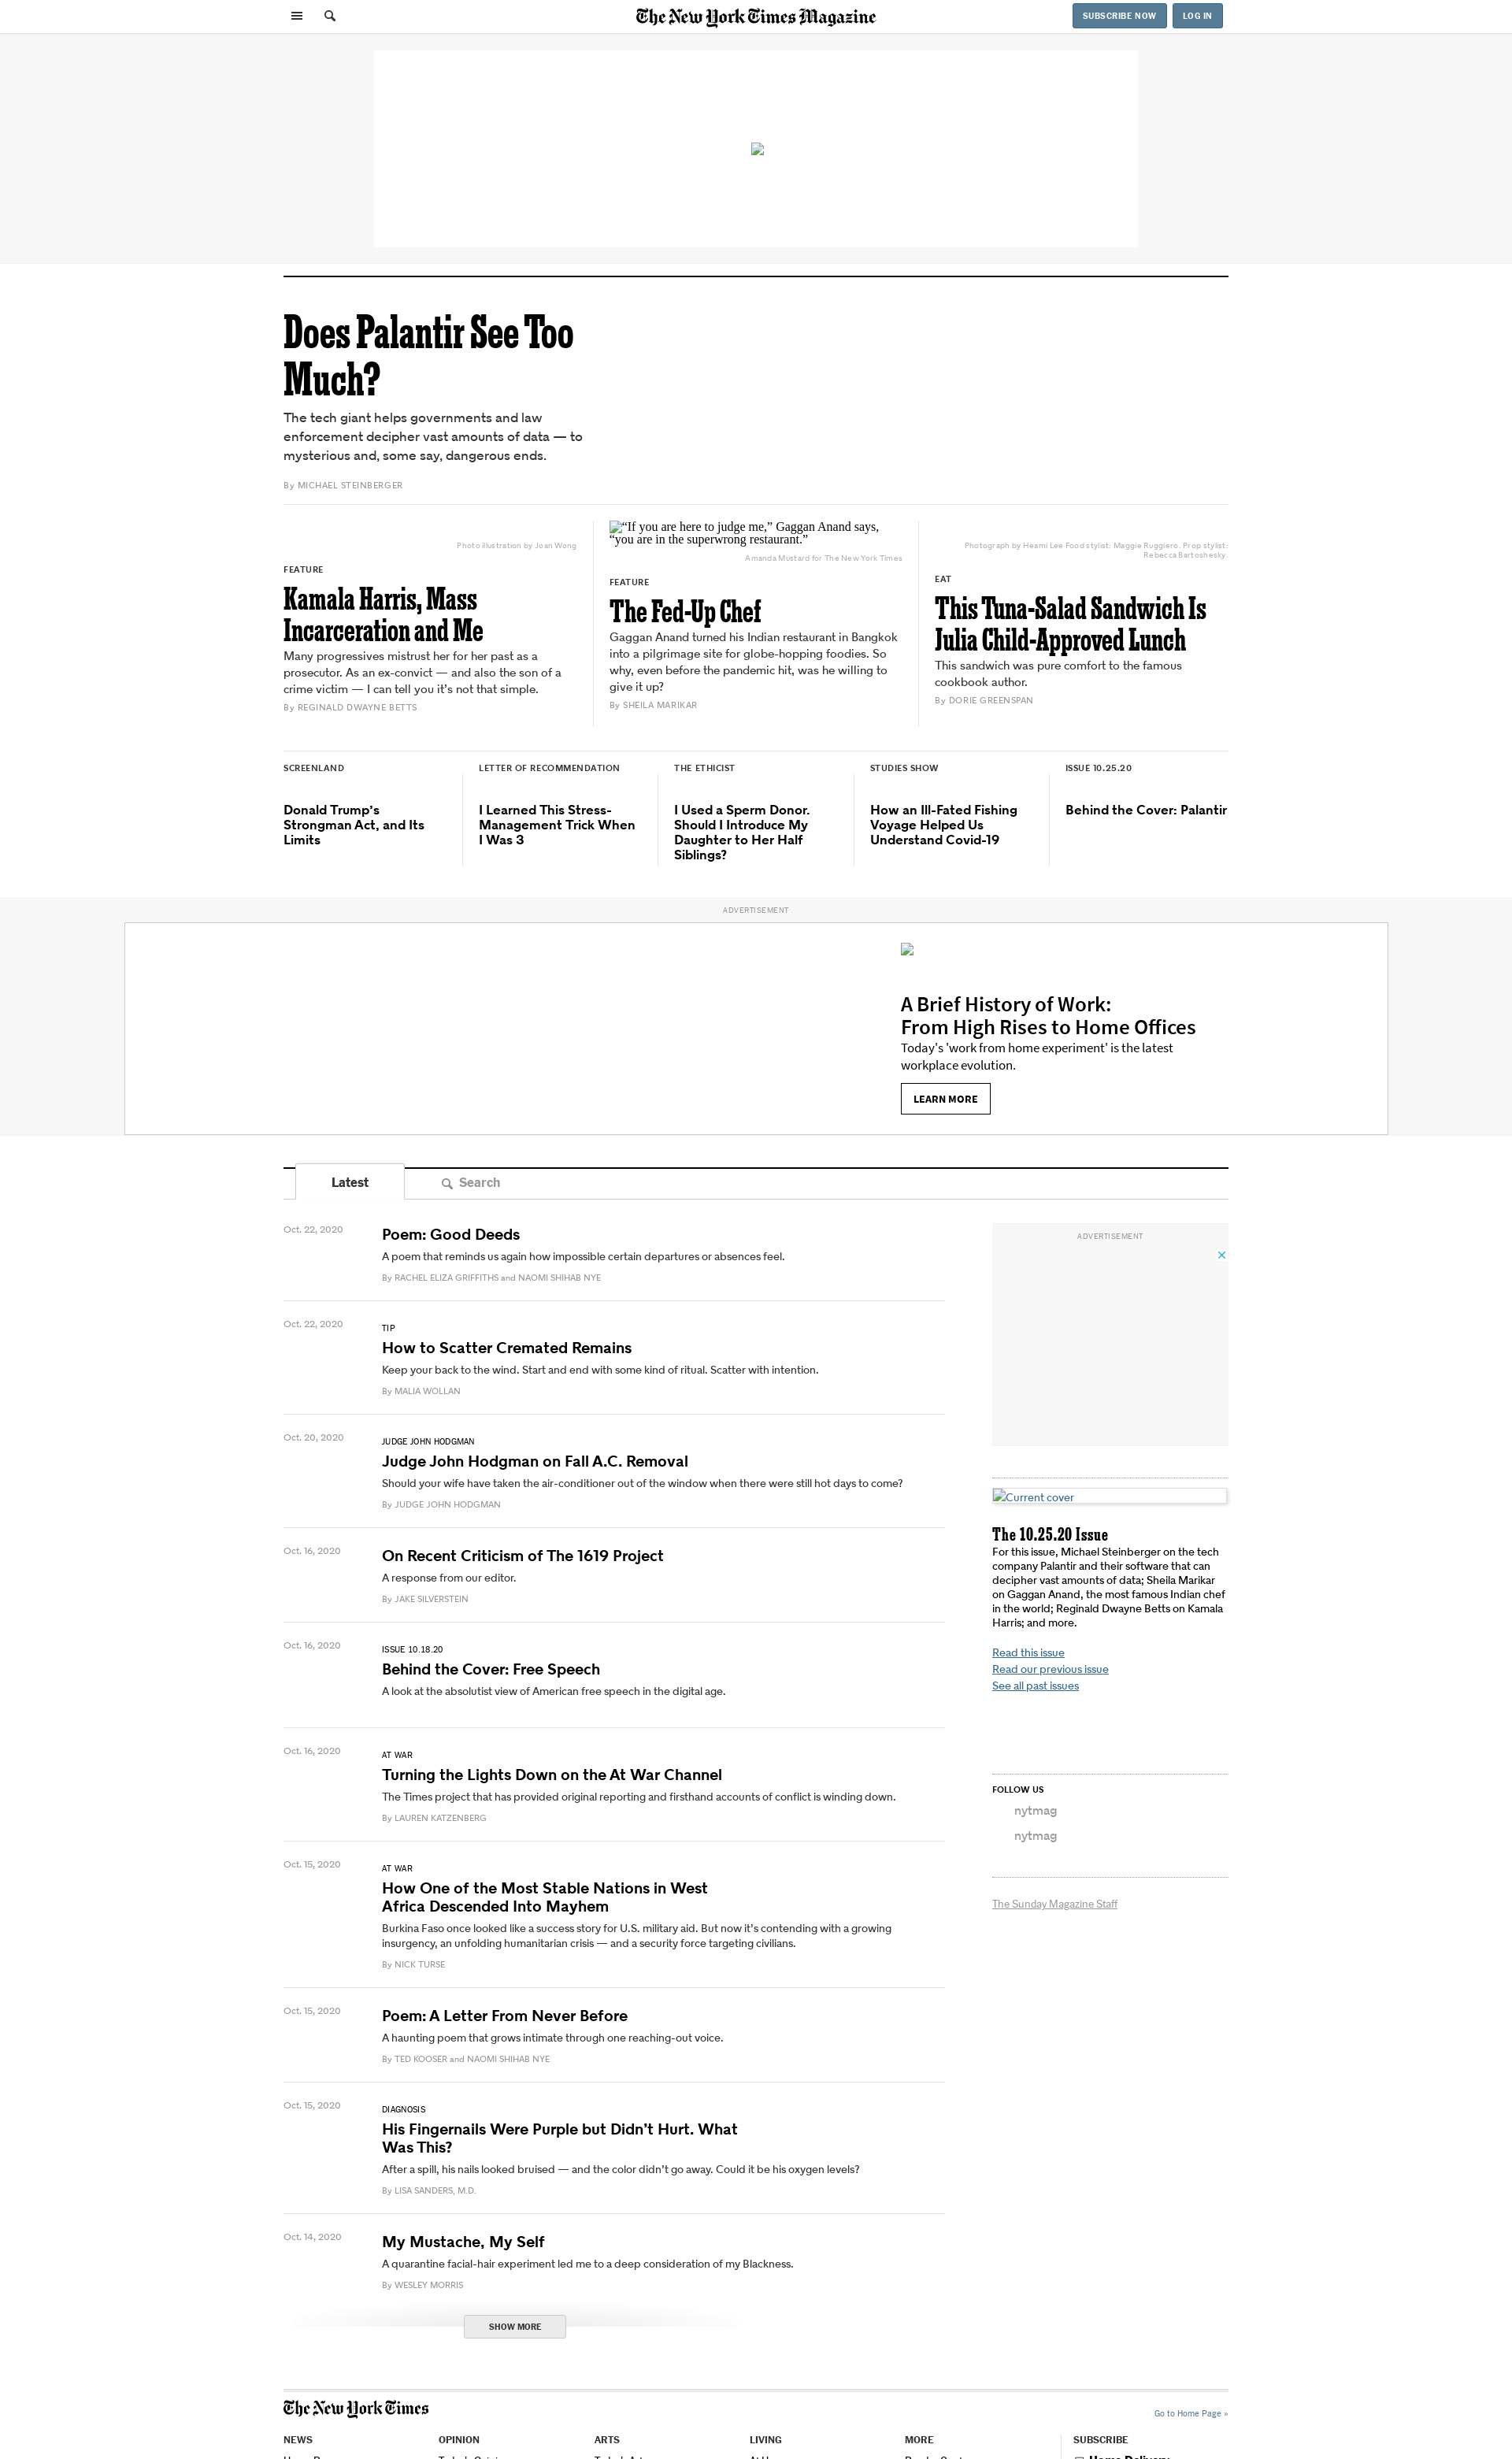 The New York Times Magazine
SUBSCRIBE NOW
LOG IN
Does Palantir See Too
Much?
The tech giant helps governments and law
enforcement decipher vast amounts of data — to
mysterious and, some say, dangerous ends.
By MICHAEL STEINBERGER
Photo illustration by Joan Wong
FEATURE
Kamala Harris, Mass
Incarceration and Me
Many progressives mistrust her for her past as a
prosecutor. As an ex-convict — and also the son of a
crime victim — I can tell you it’s not that simple.
By REGINALD DWAYNE BETTS
“If you are here to judge me,” Gaggan Anand says,
“you are in the superwrong restaurant.”
Amanda Mustard for The New York Times
FEATURE
The Fed-Up Chef
Gaggan Anand turned his Indian restaurant in Bangkok
into a pilgrimage site for globe-hopping foodies. So
why, even before the pandemic hit, was he willing to
give it up?
By SHEILA MARIKAR
Photograph by Heami Lee Food stylist: Maggie Ruggiero. Prop stylist:
Rebecca Bartoshesky.
EAT
This Tuna-Salad Sandwich Is
Julia Child-Approved Lunch
This sandwich was pure comfort to the famous
cookbook author.
By DORIE GREENSPAN
SCREENLAND
Donald Trump’s
Strongman Act, and Its
Limits
LETTER OF RECOMMENDATION
I Learned This Stress-
Management Trick When
I Was 3
THE ETHICIST
I Used a Sperm Donor.
Should I Introduce My
Daughter to Her Half
Siblings?
STUDIES SHOW
How an Ill-Fated Fishing
Voyage Helped Us
Understand Covid-19
ISSUE 10.25.20
Behind the Cover: Palantir
ADVERTISEMENT
A Brief History of Work:
From High Rises to Home Offices
Today's 'work from home experiment' is the latest
workplace evolution.
LEARN MORE
Latest
Search
Oct. 22, 2020
Poem: Good Deeds
A poem that reminds us again how impossible certain departures or absences feel.
By RACHEL ELIZA GRIFFITHS and NAOMI SHIHAB NYE
Oct. 22, 2020
TIP
How to Scatter Cremated Remains
Keep your back to the wind. Start and end with some kind of ritual. Scatter with intention.
By MALIA WOLLAN
Oct. 20, 2020
JUDGE JOHN HODGMAN
Judge John Hodgman on Fall A.C. Removal
Should your wife have taken the air-conditioner out of the window when there were still hot days to come?
By JUDGE JOHN HODGMAN
Oct. 16, 2020
On Recent Criticism of The 1619 Project
A response from our editor.
By JAKE SILVERSTEIN
Oct. 16, 2020
ISSUE 10.18.20
Behind the Cover: Free Speech
A look at the absolutist view of American free speech in the digital age.
Oct. 16, 2020
AT WAR
Turning the Lights Down on the At War Channel
The Times project that has provided original reporting and firsthand accounts of conflict is winding down.
By LAUREN KATZENBERG
Oct. 15, 2020
AT WAR
How One of the Most Stable Nations in West
Africa Descended Into Mayhem
Burkina Faso once looked like a success story for U.S. military aid. But now it’s contending with a growing
insurgency, an unfolding humanitarian crisis — and a security force targeting civilians.
By NICK TURSE
Oct. 15, 2020
Poem: A Letter From Never Before
A haunting poem that grows intimate through one reaching-out voice.
By TED KOOSER and NAOMI SHIHAB NYE
Oct. 15, 2020
DIAGNOSIS
His Fingernails Were Purple but Didn’t Hurt. What
Was This?
After a spill, his nails looked bruised — and the color didn’t go away. Could it be his oxygen levels?
By LISA SANDERS, M.D.
Oct. 14, 2020
My Mustache, My Self
A quarantine facial-hair experiment led me to a deep consideration of my Blackness.
By WESLEY MORRIS
SHOW MORE
ADVERTISEMENT
Current cover
The 10.25.20 Issue
For this issue, Michael Steinberger on the tech
company Palantir and their software that can
decipher vast amounts of data; Sheila Marikar
on Gaggan Anand, the most famous Indian chef
in the world; Reginald Dwayne Betts on Kamala
Harris; and more.
Read this issue
Read our previous issue
See all past issues
FOLLOW US
nytmag
nytmag
The Sunday Magazine Staff
The New York Times
Go to Home Page »
NEWS
OPINION
ARTS
LIVING
MORE
SUBSCRIBE